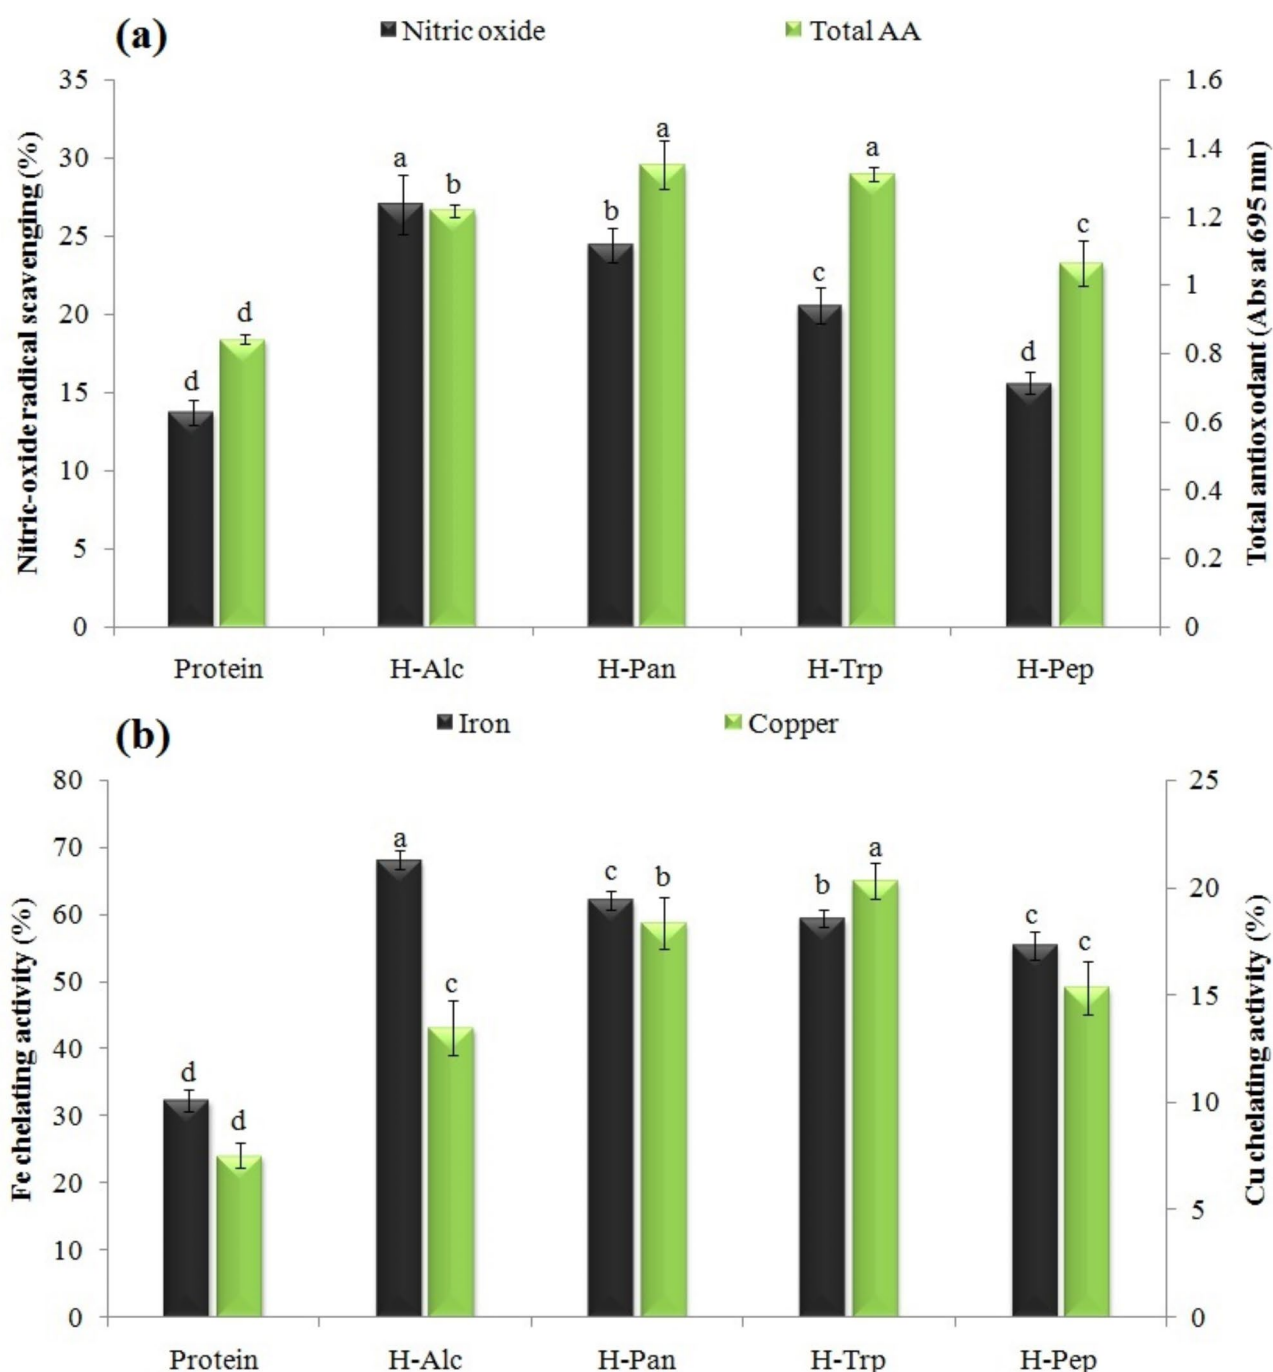 (a)
Nitric oxide Total AA
Nitric-oxide radical scavenging (%)
35
30
25
20
15
10
5
0
Total antioxodant (Abs at 695 nm)
1.6
1.4
1.2
1
0.8
0.6
0.4
0.2
0
d d a b b a c a d c
Protein H-Alc H-Pan H-Trp H-Pep
(b)
Iron Copper
Fe chelating activity (%)
80
70
60
50
40
30
20
10
0
Cu chelating activity (%)
25
20
15
10
5
0
d d a c c b b a c c
Protein H-Alc H-Pan H-Trp H-Pep